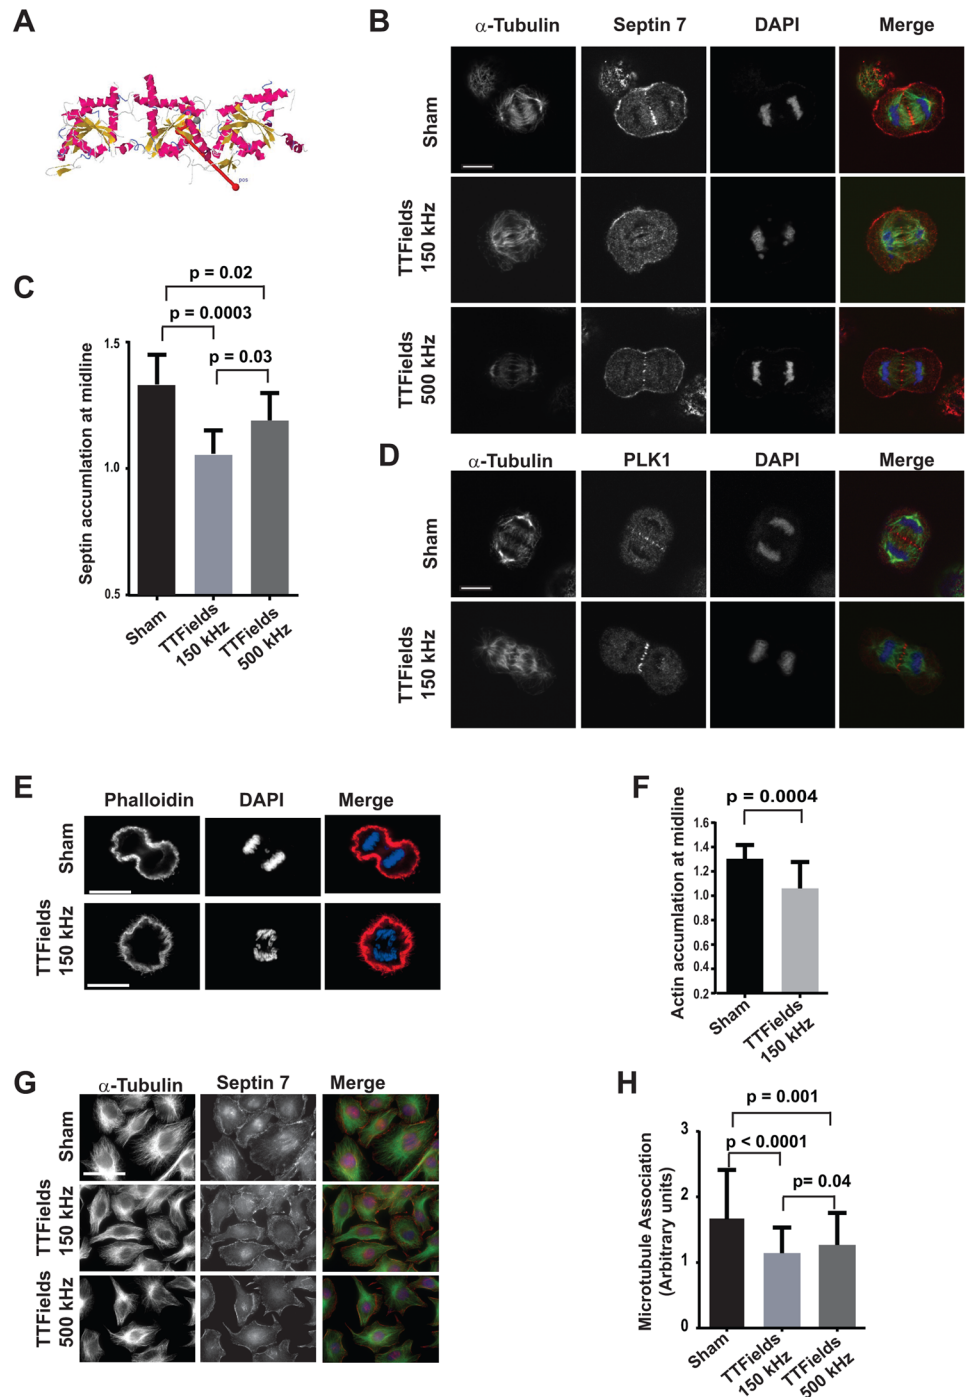 A
pos
B
α-Tubulin Septin 7 DAPI Merge
Sham
TTFields
150 kHz
TTFields
500 kHz
C
p = 0.02
p = 0.0003
p = 0.03
Septin accumlation at midline
1.5
1.0
0.5
Sham
TTFields
150 kHz
TTFields
500 kHz
D
α-Tubulin PLK1 DAPI Merge
Sham
TTFields
150 kHz
E
Phalloidin DAPI Merge
Sham
TTFields
150 kHz
F
p = 0.0004
Actin accumlation at midline
1.6
1.4
1.2
1.0
0.8
0.6
0.4
0.2
Sham
TTFields
150 kHz
G
α-Tubulin Septin 7 Merge
Sham
TTFields
150 kHz
TTFields
500 kHz
H
p = 0.001
p < 0.0001
p= 0.04
Microtubule Association
(Arbitrary units)
3
2
1
0
Sham
TTFields
150 kHz
TTFields
500 kHz